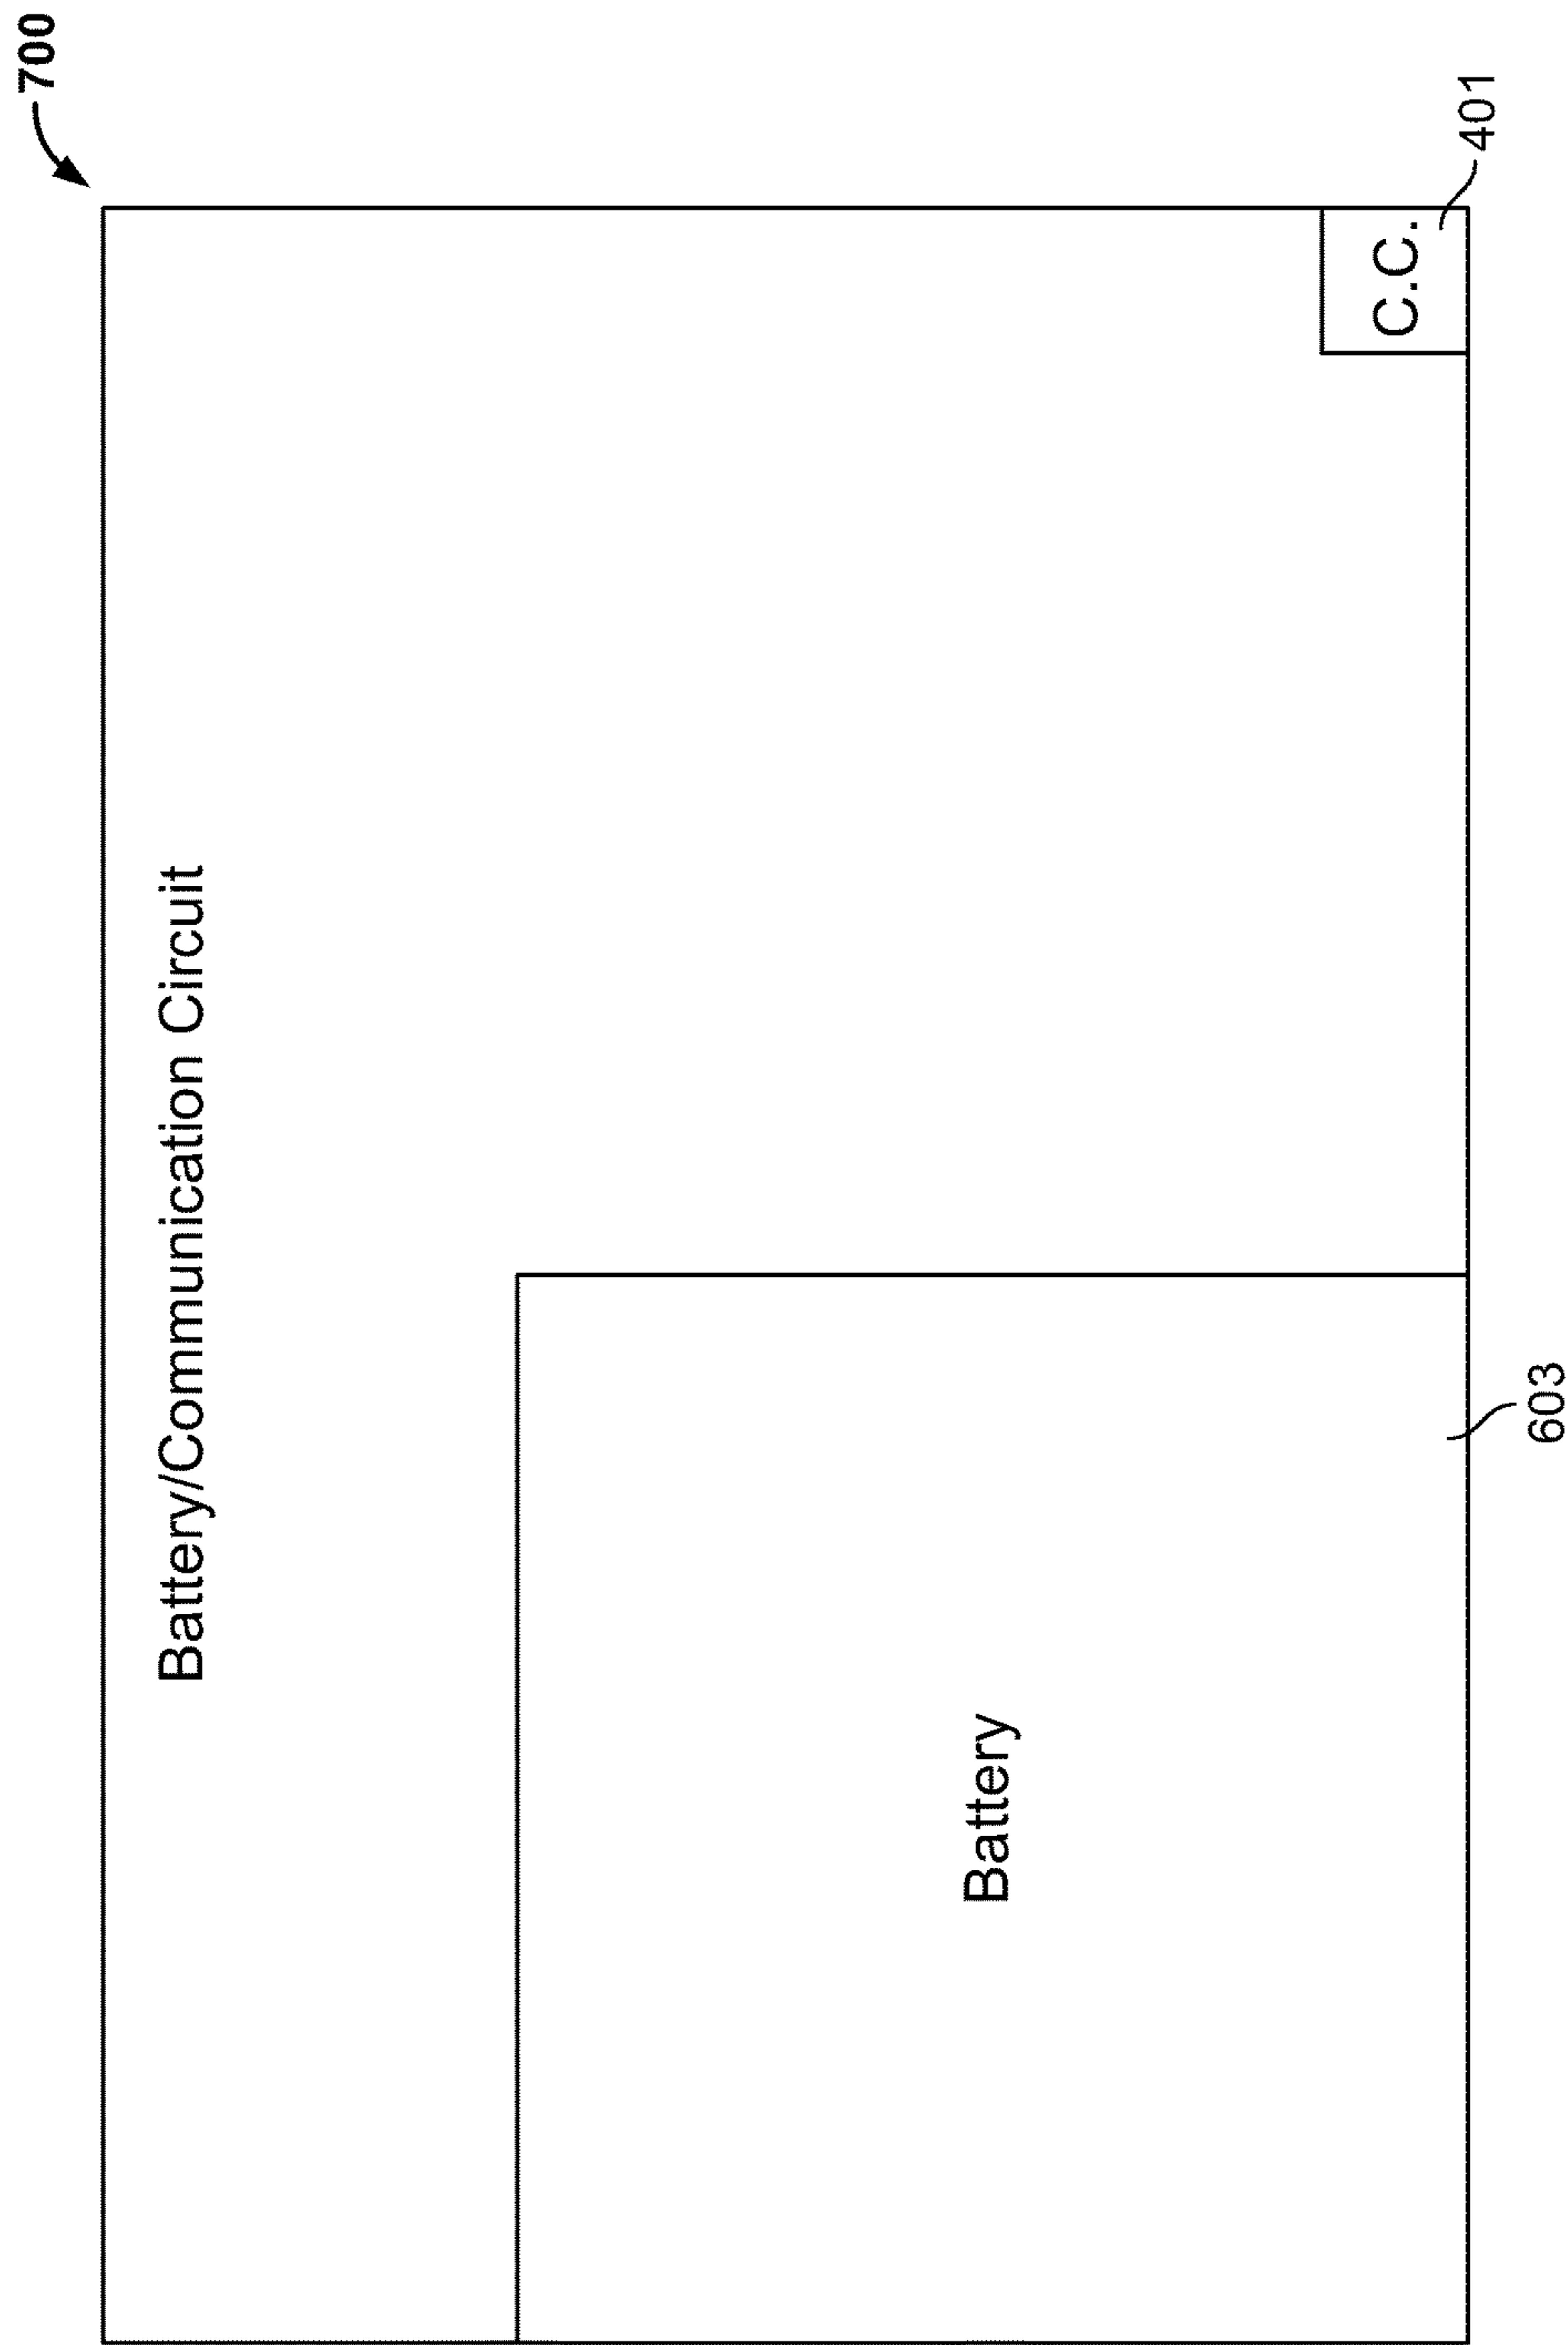 700
Battery/Communication Circuit
Battery
C.C.
603
401